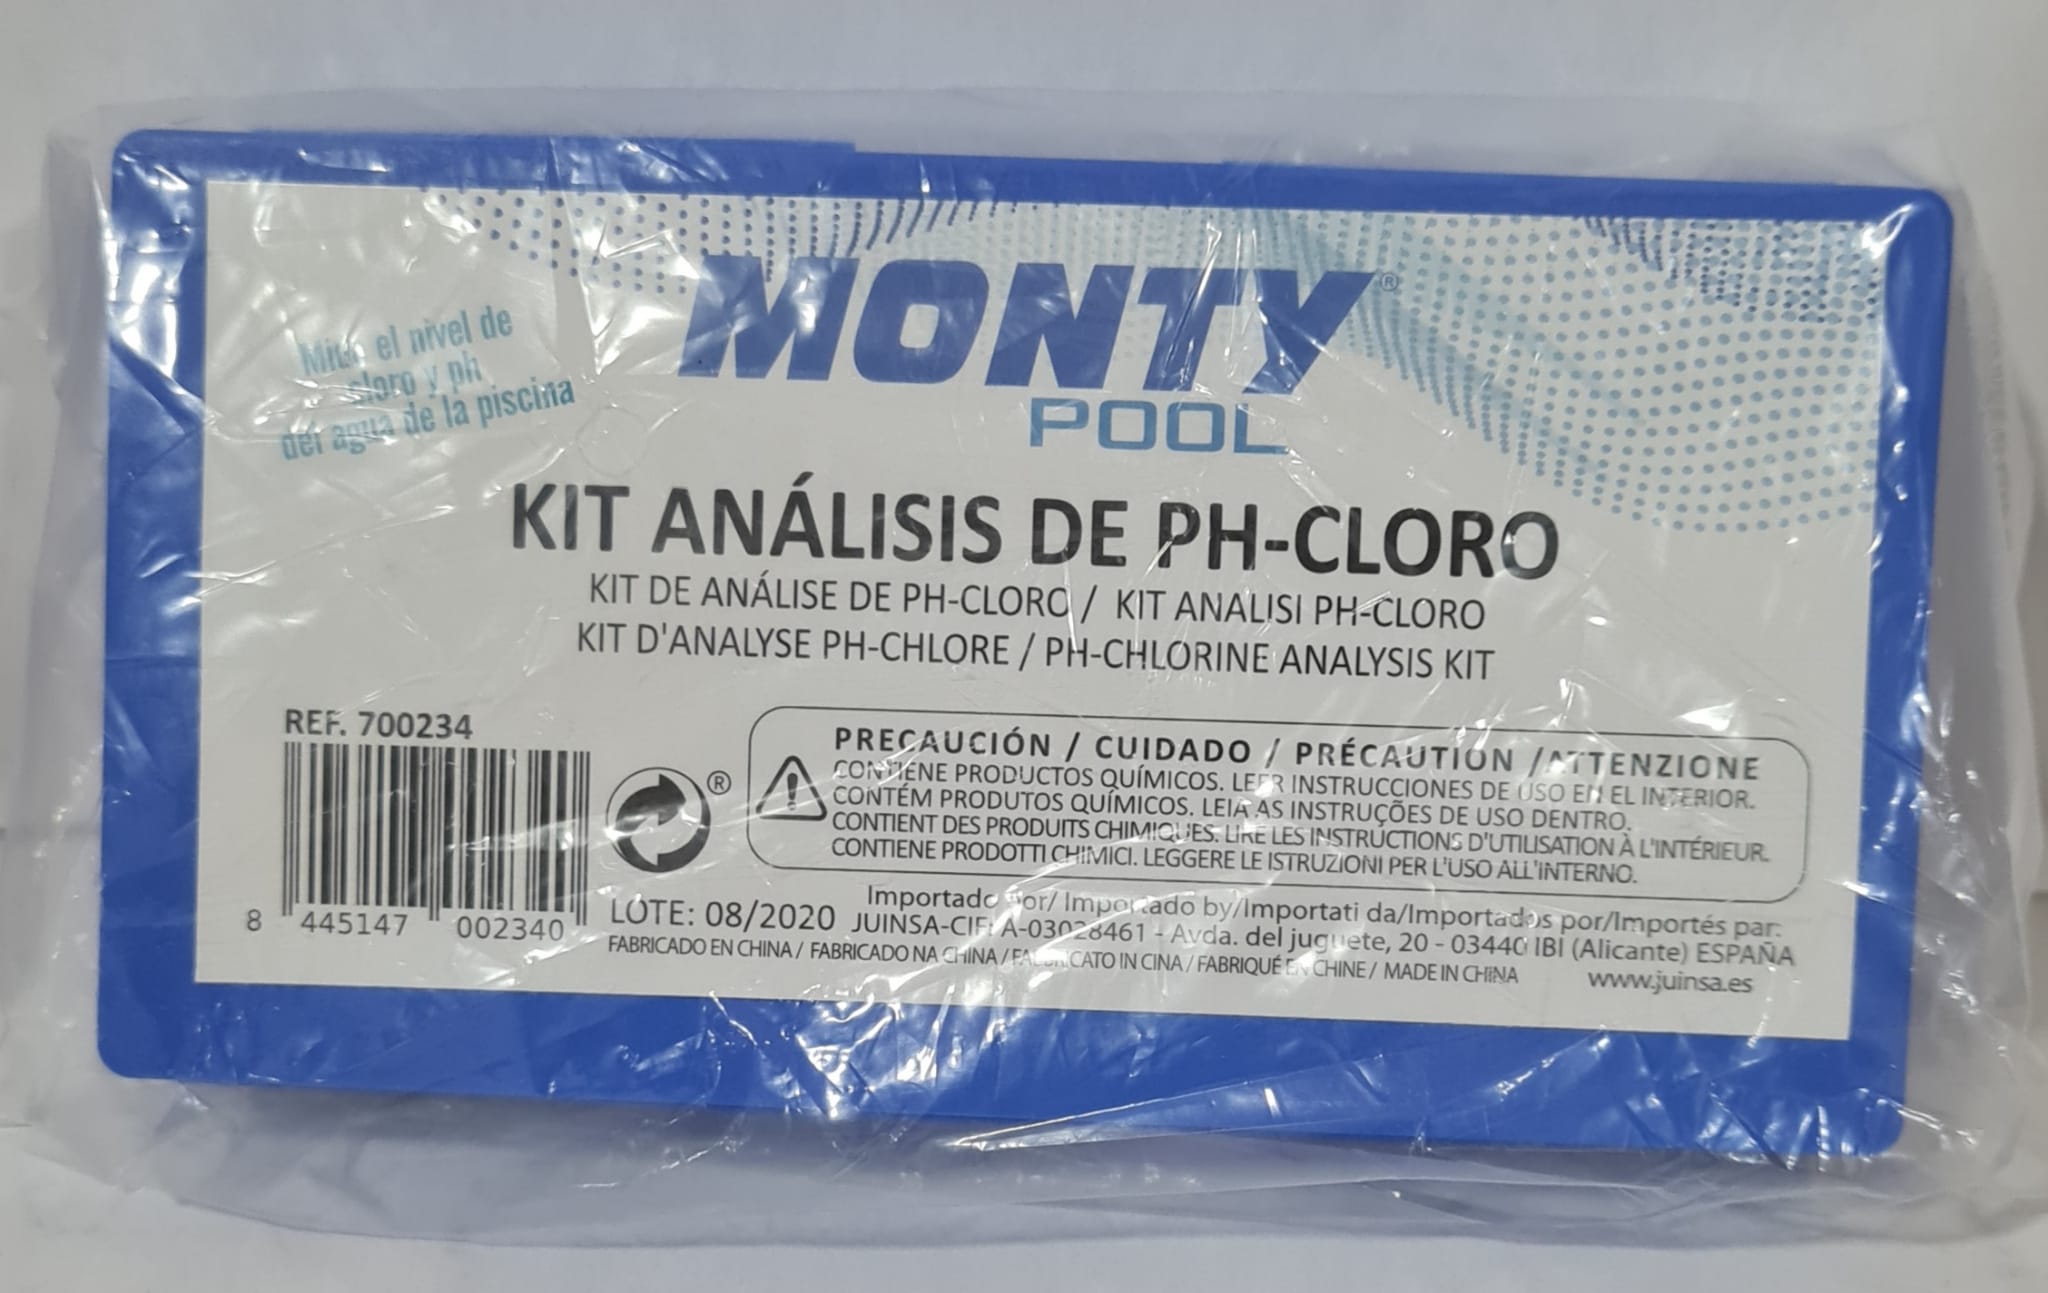 MONTY®
POOL
el nivel de
cloro y ph
del agua de la piscina
KIT ANÁLISIS DE PH-CLORO
KIT DE ANÁLISE DE PH-CLORO / KIT ANALISI PH-CLORO
KIT D'ANALYSE PH-CHLORE / PH-CHLORINE ANALYSIS KIT
REF. 700234
8 445147 002340
®
PRECAUCIÓN / CUIDADO / PRÉCAUTION /ATTENZIONE
CONTIENE PRODUCTOS QUÍMICOS. LEER INSTRUCCIONES DE USO EN EL INTERIOR.
CONTÉM PRODUTOS QUÍMICOS. LEIA AS INSTRUÇÕES DE USO DENTRO.
CONTIENT DES PRODUITS CHIMIQUES. LIRE LES INSTRUCTIONS D'UTILISATION À L'INTÉRIEUR.
CONTIENE PRODOTTI CHIMICI. LEGGERE LE ISTRUZIONI PER L'USO ALL'INTERNO.
LOTE: 08/2020
Importado por/ Importado by/Importati da/Importados por/Importés par:
JUINSA-CIF: A-03028461 - Avda. del juguete, 20 - 03440 IBI (Alicante) ESPAÑA
FABRICADO EN CHINA / FABRICADO NA CHINA / FABBRICATO IN CINA / FABRIQUÉ EN CHINE / MADE IN CHINA
www.juinsa.es